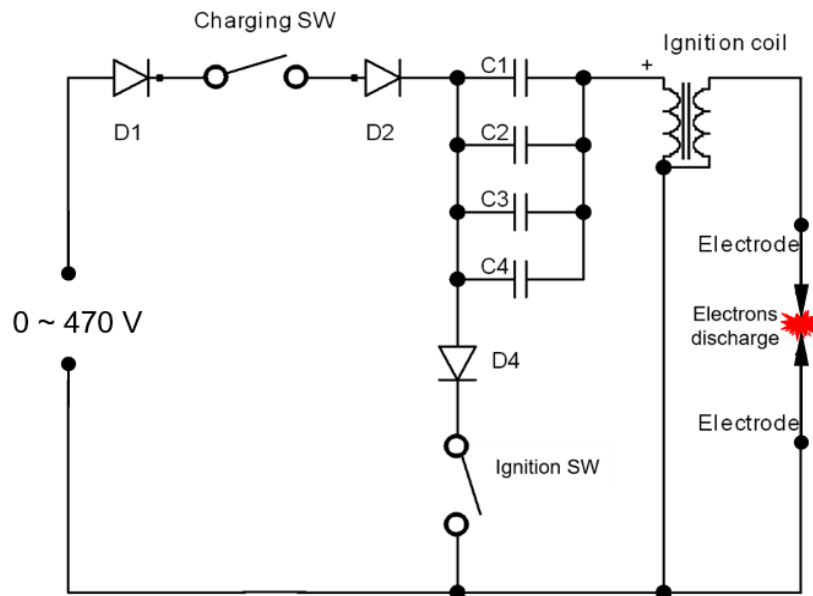 Charging SW
Ignition coil
+
C1
D1
D2
C2
C3
C4
Electrode
0 ~ 470 V
Electrons
discharge
D4
Electrode
Ignition SW